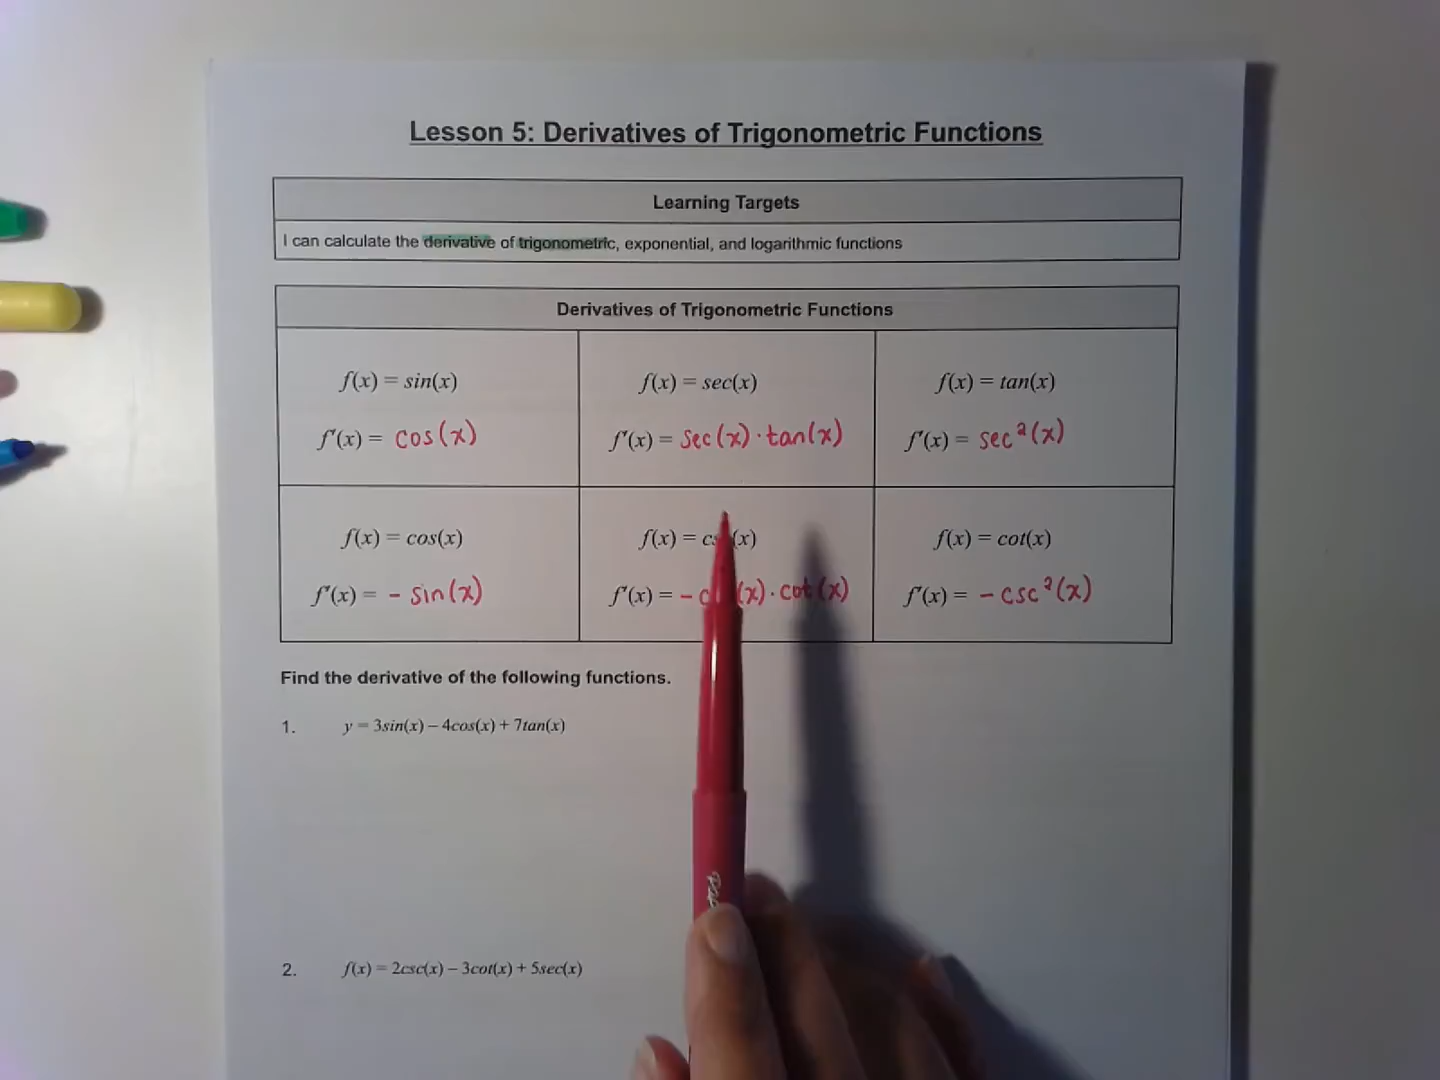 Lesson 5: Derivatives of Trigonometric Functions
Learning Targets
I can calculate the derivative of trigonometric, exponential, and logarithmic functions
Derivatives of Trigonometric Functions
f(x) = sin(x)
f'(x) = cos(x)
f(x) = sec(x)
f'(x) = sec(x) · tan(x)
f(x) = tan(x)
f'(x) = sec²(x)
f(x) = cos(x)
f'(x) = - sin(x)
f(x) = (x)
f'(x) = - (x) · cot(x)
f(x) = cot(x)
f'(x) = - csc²(x)
Find the derivative of the following functions.
1. y = 3sin(x) – 4cos(x) + 7tan(x)
2. f(x) = 2csc(x) – 3cot(x) + 5sec(x)